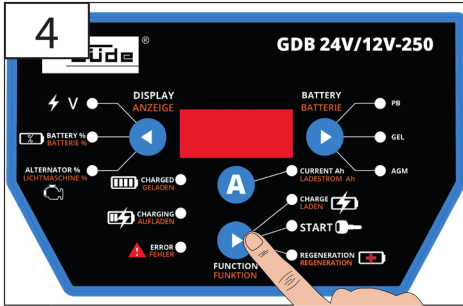 4
Güde®
GDB 24V/12V-250
DISPLAY
ANZEIGE
V
BATTERY %
BATTERIE %
ALTERNATOR %
LICHTMASCHINE %
CHARGED
GELADEN
CHARGING
AUFLADEN
ERROR
FEHLER
BATTERY
BATTERIE
PB
GEL
AGM
A
CURRENT Ah
LADESTROM Ah
CHARGE
LADEN
START
REGENERATION
REGENERATION
FUNCTION
FUNKTION